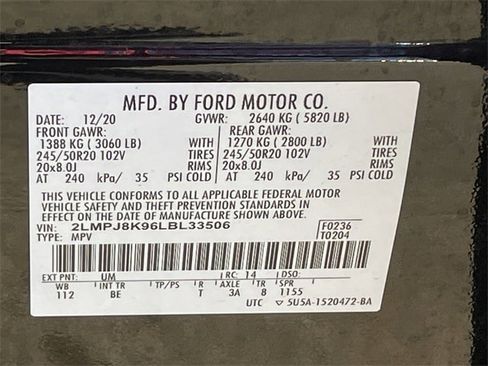 MFD. BY FORD MOTOR CO.
DATE: 12/20 GVWR: 2640 KG ( 5820 LB)
FRONT GAWR: REAR GAWR:
1388 KG ( 3060 LB) WITH 1270 KG ( 2800 LB) WITH
245/50R20 102V TIRES 245/50R20 102V TIRES
20x8.0J RIMS 20x8.0J RIMS
AT 240 kPa/ 35 PSI COLD AT 240 kPa/ 35 PSI COLD
THIS VEHICLE CONFORMS TO ALL APPLICABLE FEDERAL MOTOR
VEHICLE SAFETY AND THEFT PREVENTION STANDARDS IN
EFFECT ON THE DATE OF MANUFACTURE SHOWN ABOVE.
VIN: 2LMPJ8K96LBL33506 F0236
TYPE: MPV T0204
EXT PNT: UM RC: 14 DSO:
WB INT TR TP/PS R AXLE TR SPR
112 BE T 3A 8 1155
UTC 5U5A-1520472-BA